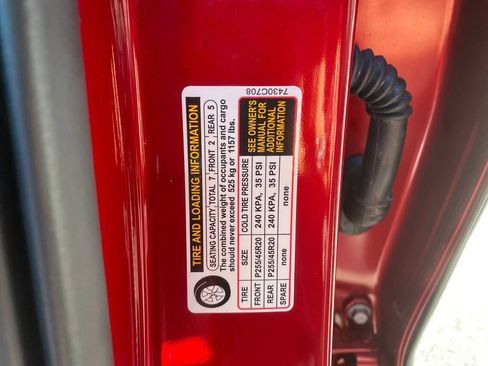 7430C708
TIRE AND LOADING INFORMATION
SEATING CAPACITY TOTAL 7 FRONT 2 REAR 5
The combined weight of occupants and cargo
should never exceed 525 kg or 1157 lbs.
TIRE SIZE COLD TIRE PRESSURE
FRONT P255/45R20 240 KPA, 35 PSI
REAR P255/45R20 240 KPA, 35 PSI
SPARE none none
SEE OWNER'S
MANUAL FOR
ADDITIONAL
INFORMATION